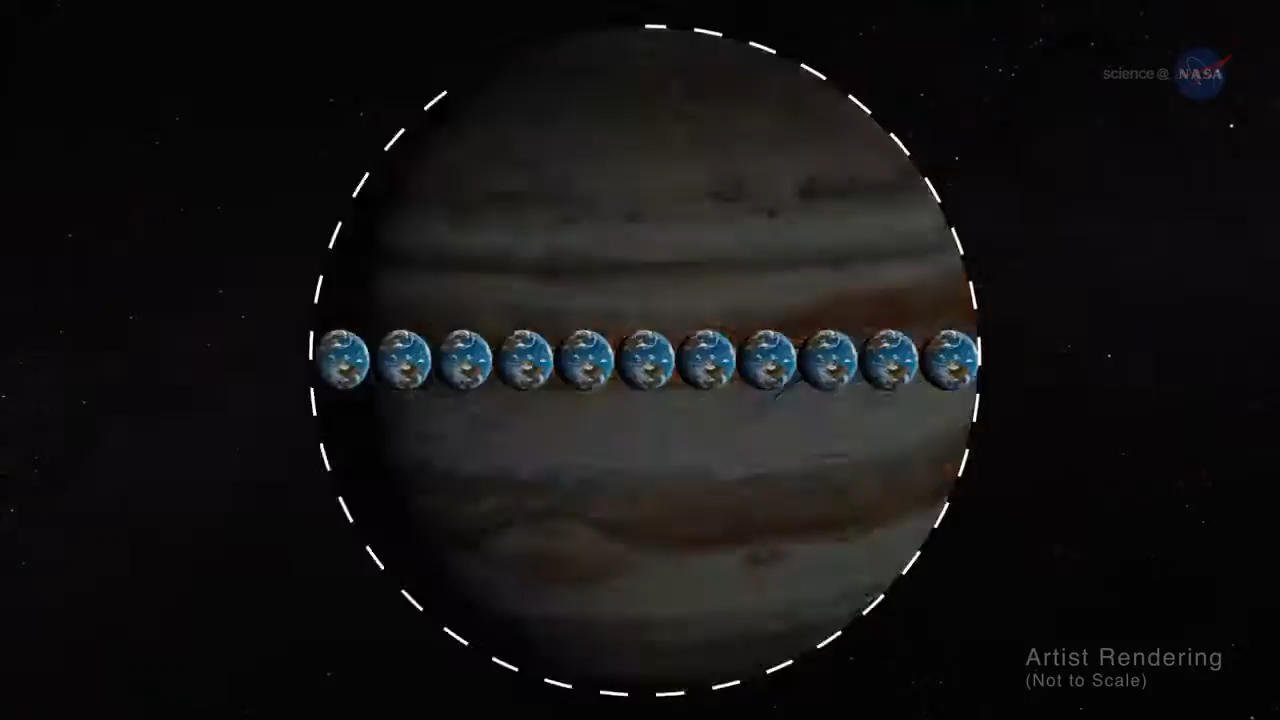 science@ NASA
Artist Rendering
(Not to Scale)